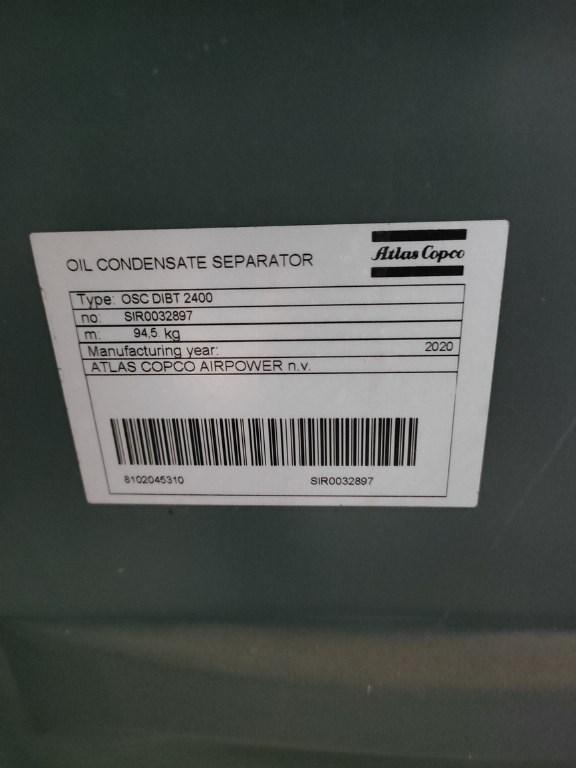 OIL CONDENSATE SEPARATOR
Atlas Copco
Type: OSC DIBT 2400
no: SIR0032897
m: 94,5. kg
Manufacturing year: 2020
ATLAS COPCO AIRPOWER n.v.
8102045310 SIR0032897